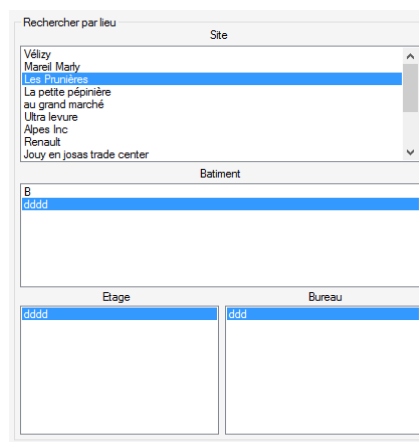 Rechercher par lieu
Site
Vélizy
Mareil Marly
Les Prunières
La petite pépinière
au grand marché
Ultra levure
Alpes Inc
Renault
Jouy en josas trade center
Batiment
B
dddd
Etage
Bureau
dddd
ddd